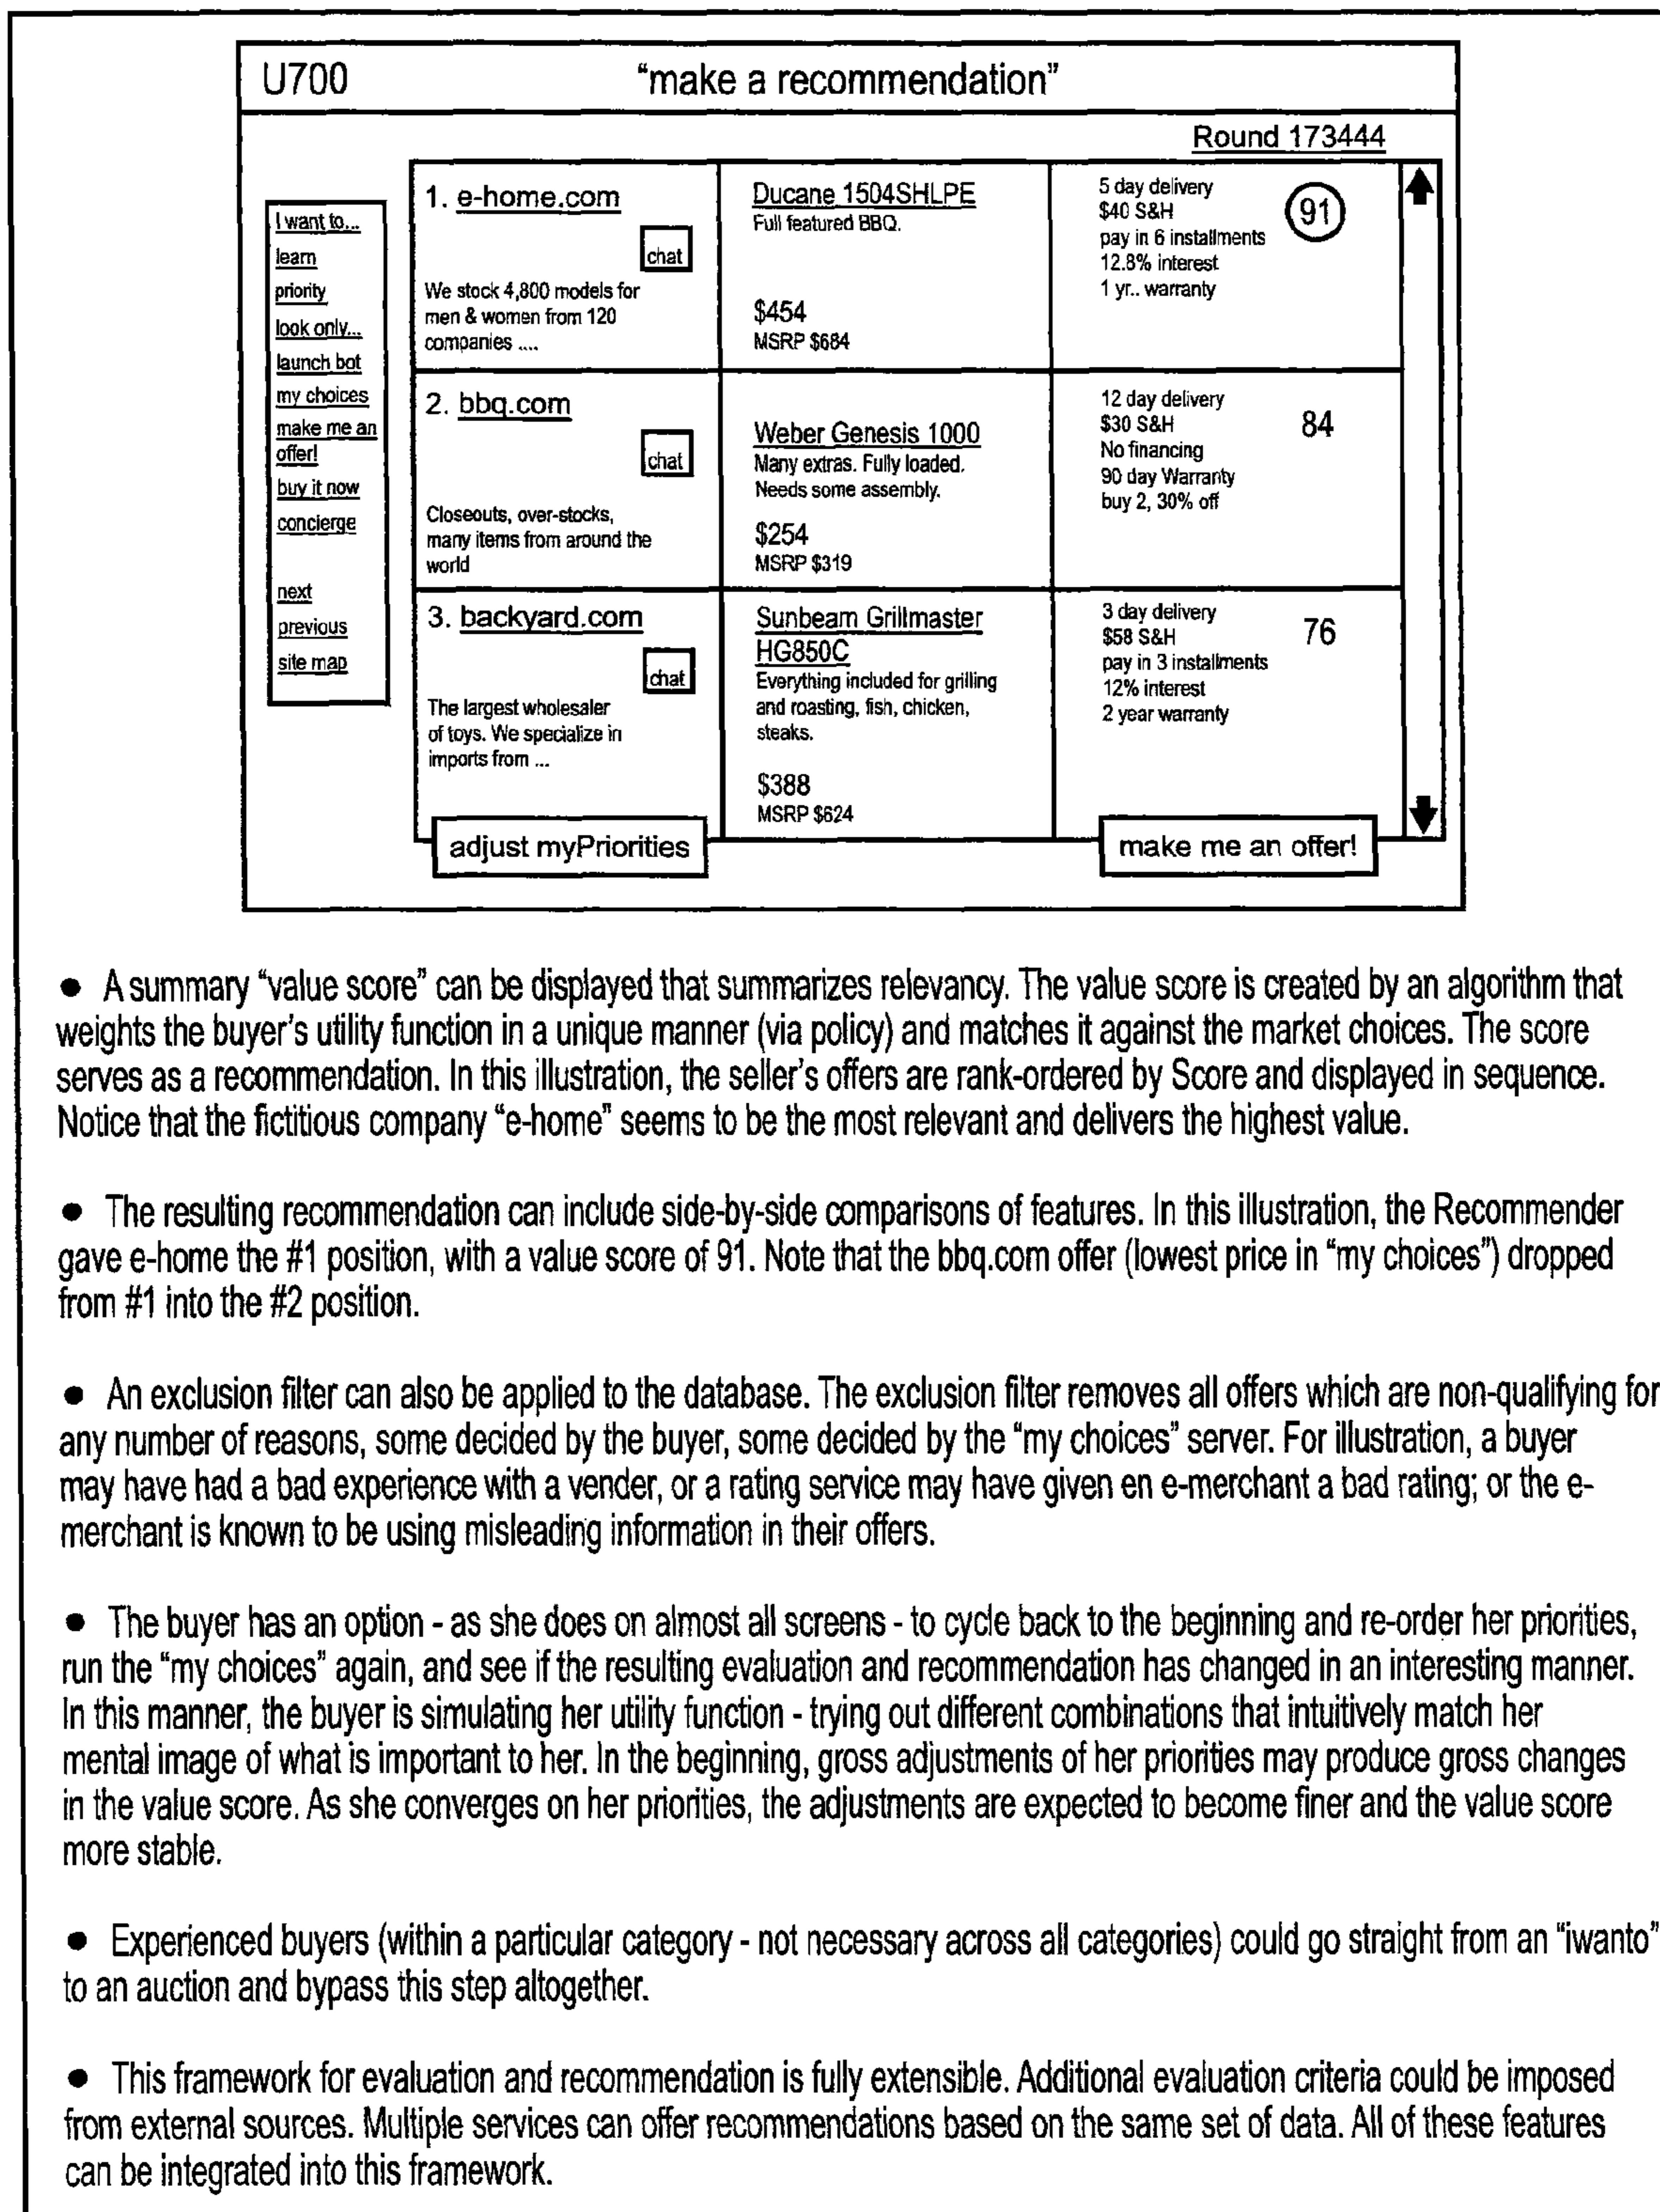 U700
“make a recommendation”
Round 173444
I want to...
learn
priority
look only...
launch bot
my choices
make me an
offer!
buy it now
concierge
next
previous
site map
1. e-home.com
chat
We stock 4,800 models for
men & women from 120
companies ....
Ducane 1504SHLPE
Full featured BBQ.
$454
MSRP $684
5 day delivery
$40 S&H
pay in 6 installments
12.8% interest
1 yr.. warranty
91
2. bbq.com
chat
Closeouts, over-stocks,
many items from around the
world
Weber Genesis 1000
Many extras. Fully loaded.
Needs some assembly.
$254
MSRP $319
12 day delivery
$30 S&H
No financing
90 day Warranty
buy 2, 30% off
84
3. backyard.com
chat
The largest wholesaler
of toys. We specialize in
imports from ...
Sunbeam Grillmaster
HG850C
Everything included for grilling
and roasting, fish, chicken,
steaks.
$388
MSRP $624
3 day delivery
$58 S&H
pay in 3 installments
12% interest
2 year warranty
76
adjust myPriorities
make me an offer!
● A summary “value score” can be displayed that summarizes relevancy. The value score is created by an algorithm that
weights the buyer's utility function in a unique manner (via policy) and matches it against the market choices. The score
serves as a recommendation. In this illustration, the seller's offers are rank-ordered by Score and displayed in sequence.
Notice that the fictitious company “e-home” seems to be the most relevant and delivers the highest value.
● The resulting recommendation can include side-by-side comparisons of features. In this illustration, the Recommender
gave e-home the #1 position, with a value score of 91. Note that the bbq.com offer (lowest price in “my choices”) dropped
from #1 into the #2 position.
● An exclusion filter can also be applied to the database. The exclusion filter removes all offers which are non-qualifying for
any number of reasons, some decided by the buyer, some decided by the “my choices” server. For illustration, a buyer
may have had a bad experience with a vender, or a rating service may have given en e-merchant a bad rating; or the e-
merchant is known to be using misleading information in their offers.
● The buyer has an option - as she does on almost all screens - to cycle back to the beginning and re-order her priorities,
run the “my choices” again, and see if the resulting evaluation and recommendation has changed in an interesting manner.
In this manner, the buyer is simulating her utility function - trying out different combinations that intuitively match her
mental image of what is important to her. In the beginning, gross adjustments of her priorities may produce gross changes
in the value score. As she converges on her priorities, the adjustments are expected to become finer and the value score
more stable.
● Experienced buyers (within a particular category - not necessary across all categories) could go straight from an “iwanto”
to an auction and bypass this step altogether.
● This framework for evaluation and recommendation is fully extensible. Additional evaluation criteria could be imposed
from external sources. Multiple services can offer recommendations based on the same set of data. All of these features
can be integrated into this framework.